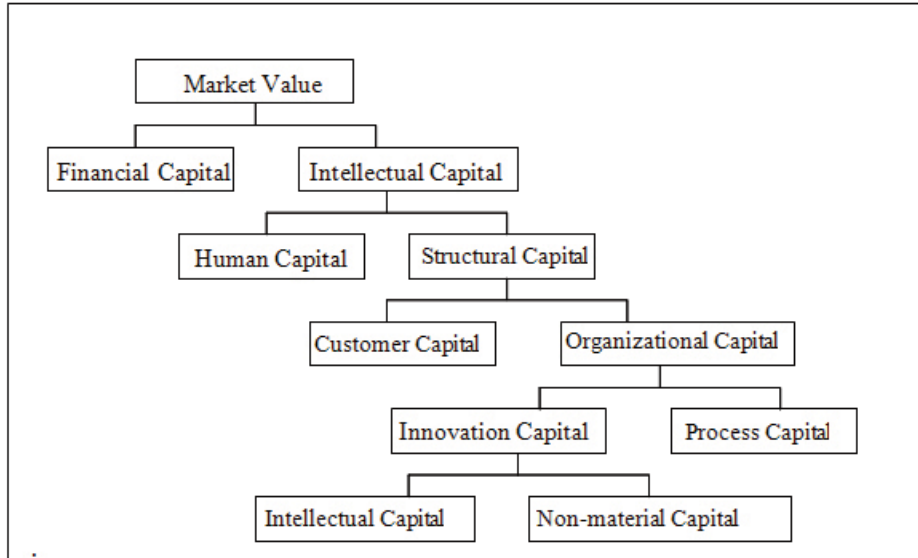 Market Value
Financial Capital
Intellectual Capital
Human Capital
Structural Capital
Customer Capital
Organizational Capital
Innovation Capital
Process Capital
Intellectual Capital
Non-material Capital